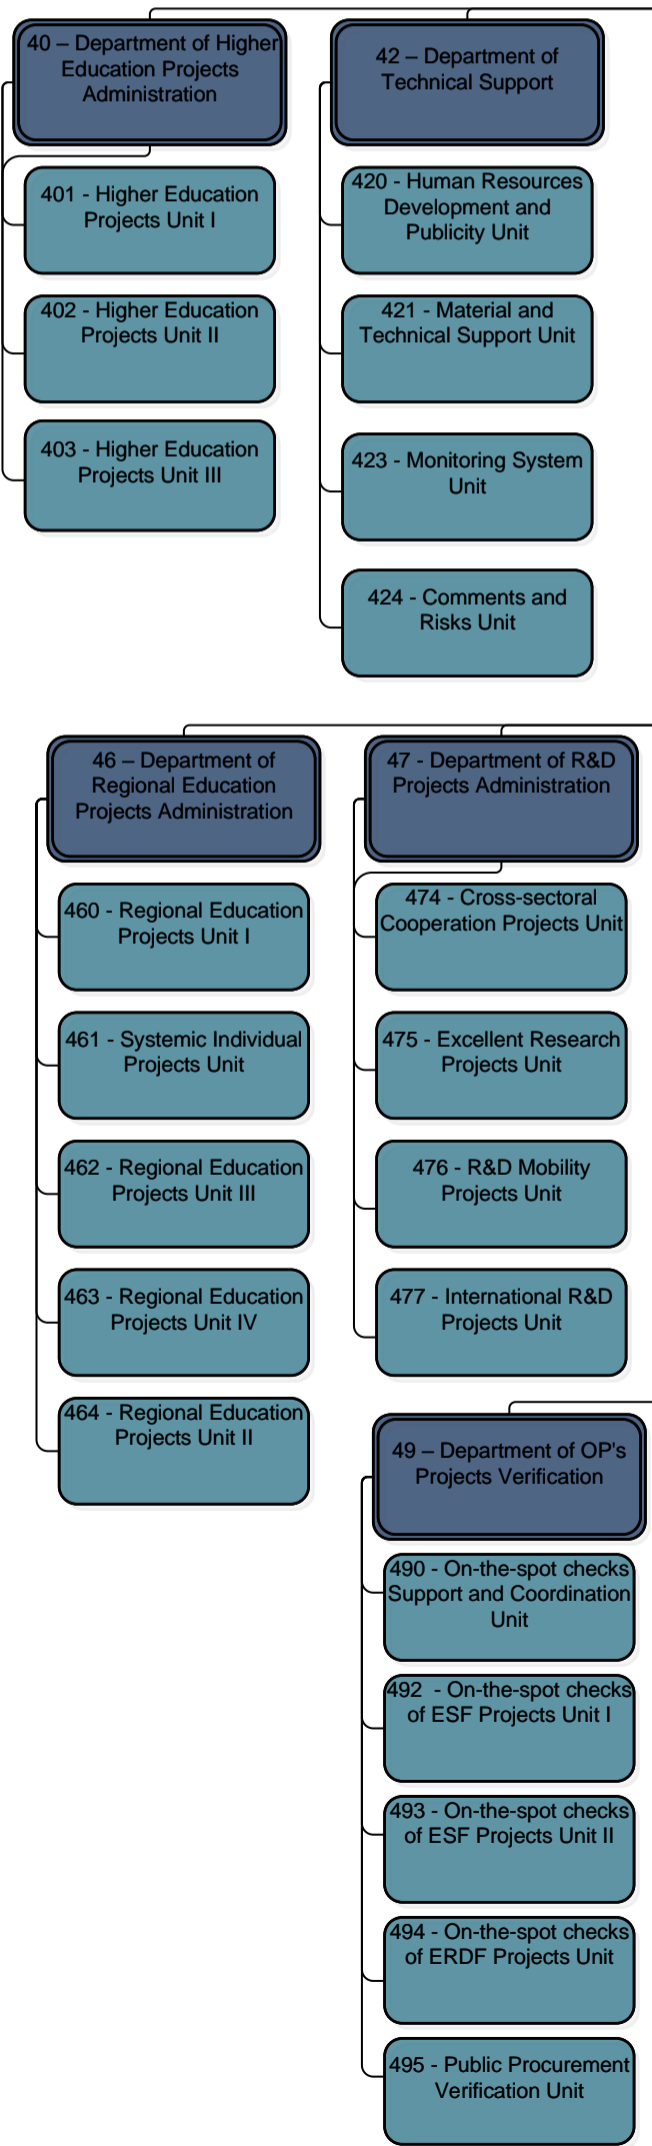 40 – Department of Higher
Education Projects
Administration
401 - Higher Education
Projects Unit I
402 - Higher Education
Projects Unit II
403 - Higher Education
Projects Unit III
42 – Department of
Technical Support
420 - Human Resources
Development and
Publicity Unit
421 - Material and
Technical Support Unit
423 - Monitoring System
Unit
424 - Comments and
Risks Unit
46 – Department of
Regional Education
Projects Administration
460 - Regional Education
Projects Unit I
461 - Systemic Individual
Projects Unit
462 - Regional Education
Projects Unit III
463 - Regional Education
Projects Unit IV
464 - Regional Education
Projects Unit II
47 - Department of R&D
Projects Administration
474 - Cross-sectoral
Cooperation Projects Unit
475 - Excellent Research
Projects Unit
476 - R&D Mobility
Projects Unit
477 - International R&D
Projects Unit
49 – Department of OP's
Projects Verification
490 - On-the-spot checks
Support and Coordination
Unit
492  - On-the-spot checks
of ESF Projects Unit I
493 - On-the-spot checks
of ESF Projects Unit II
494 - On-the-spot checks
of ERDF Projects Unit
495 - Public Procurement
Verification Unit